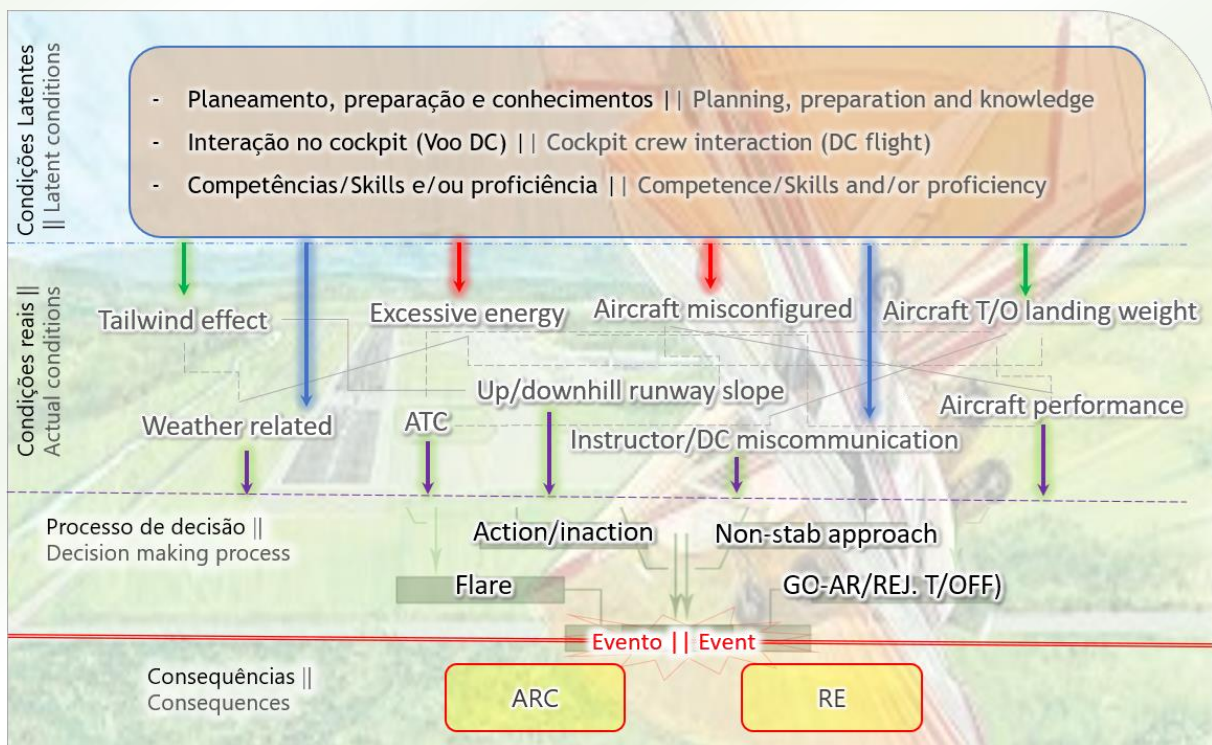 Condições Latentes
|| Latent conditions
- Planeamento, preparação e conhecimentos || Planning, preparation and knowledge
- Interação no cockpit (Voo DC) || Cockpit crew interaction (DC flight)
- Competências/Skills e/ou proficiência || Competence/Skills and/or proficiency
Condições reais ||
Actual conditions
Tailwind effect
Excessive energy
Aircraft misconfigured
Aircraft T/O landing weight
Up/downhill runway slope
Weather related
ATC
Instructor/DC miscommunication
Aircraft performance
Processo de decisão ||
Decision making process
Action/inaction
Non-stab approach
Flare
GO-AR/REJ. T/OFF)
Evento || Event
Consequências ||
Consequences
ARC
RE